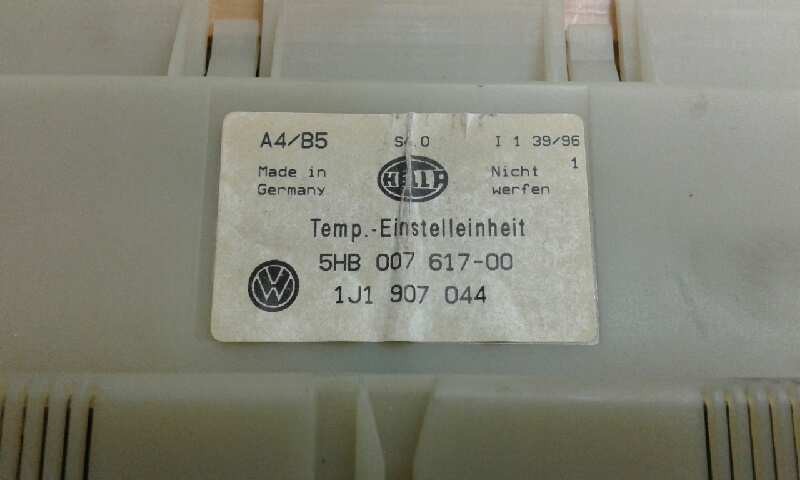 A4/B5 I 1 39/96
Made in HELLA Nicht 1
Germany werfen
Temp.-Einstelleinheit
5HB 007 617-00
VW 1J1 907 044